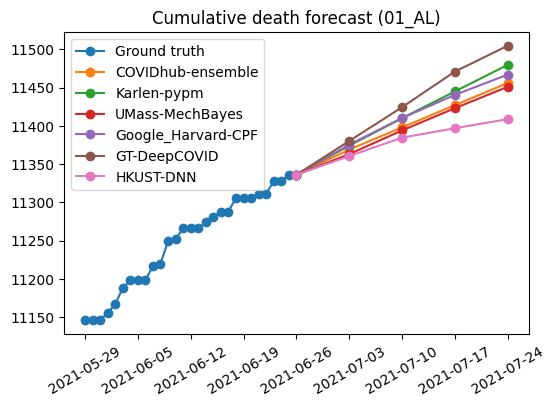 Cumulative death forecast (01_AL)
Ground truth
COVIDhub-ensemble
Karlen-pypm
UMass-MechBayes
Google_Harvard-CPF
GT-DeepCOVID
HKUST-DNN
11500
11450
11400
11350
11300
11250
11200
11150
2021-05-29
2021-06-05
2021-06-12
2021-06-19
2021-06-26
2021-07-03
2021-07-10
2021-07-17
2021-07-24